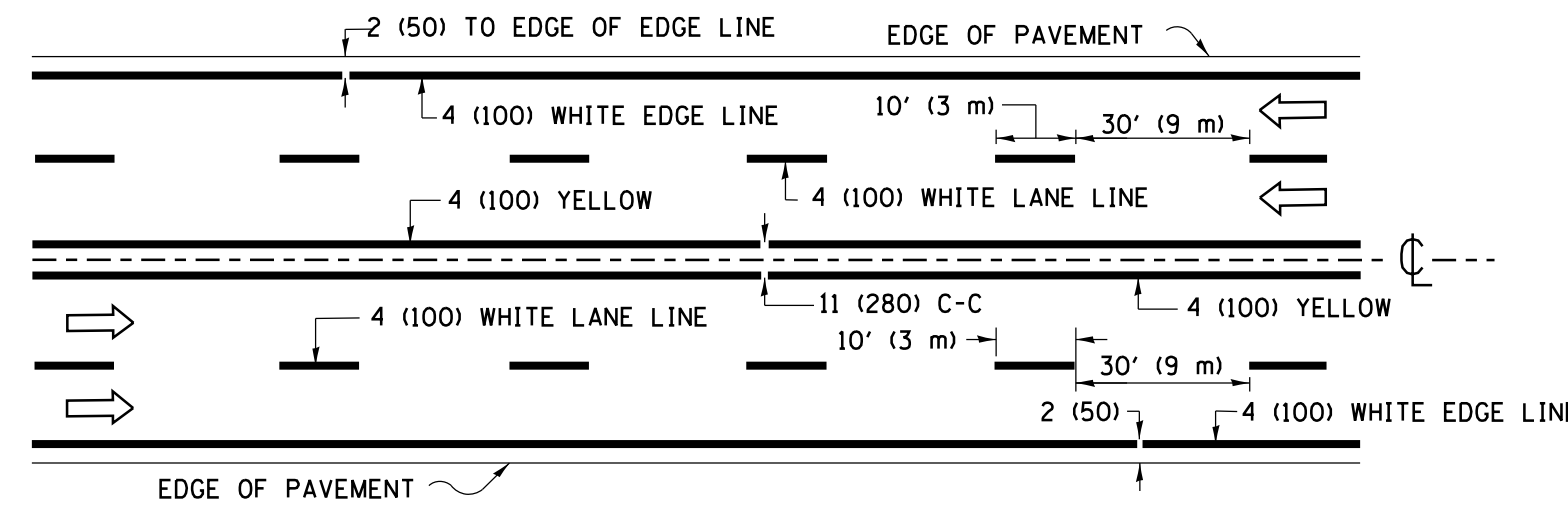 2 (50) TO EDGE OF EDGE LINE
EDGE OF PAVEMENT
4 (100) WHITE EDGE LINE
10' (3 m)
30' (9 m)
4 (100) YELLOW
4 (100) WHITE LANE LINE
℄
11 (280) C-C
4 (100) YELLOW
4 (100) WHITE LANE LINE
10' (3 m)
30' (9 m)
2 (50)
4 (100) WHITE EDGE LINE
EDGE OF PAVEMENT